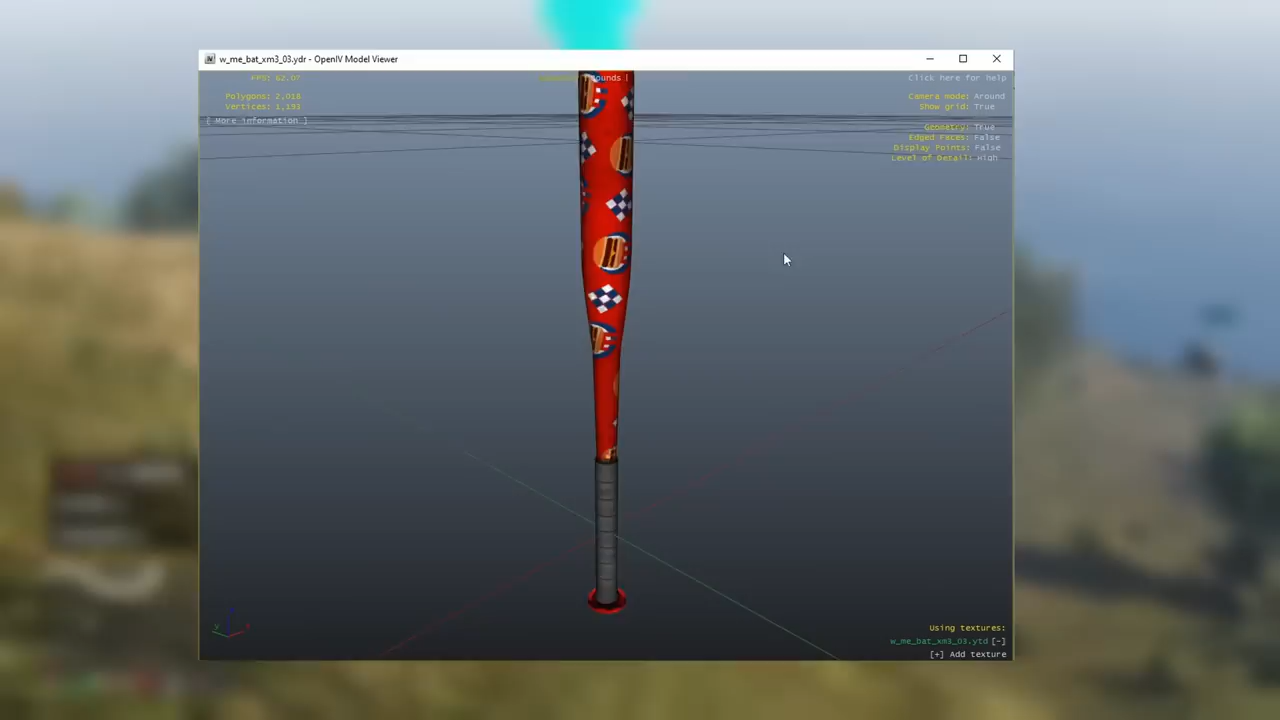 w_me_bat_xm3_03.ydr - OpenIV Model Viewer
FPS: 62.07
ounds |
Click here for help
Polygons: 2,018
Vertices: 1,193
[ More information ]
Camera mode: Around
Show grid: True
Geometry: True
Edged Faces: False
Display Points: False
Level of Detail: High
Using textures:
w_me_bat_xm3_03.ytd [-]
[+] Add texture